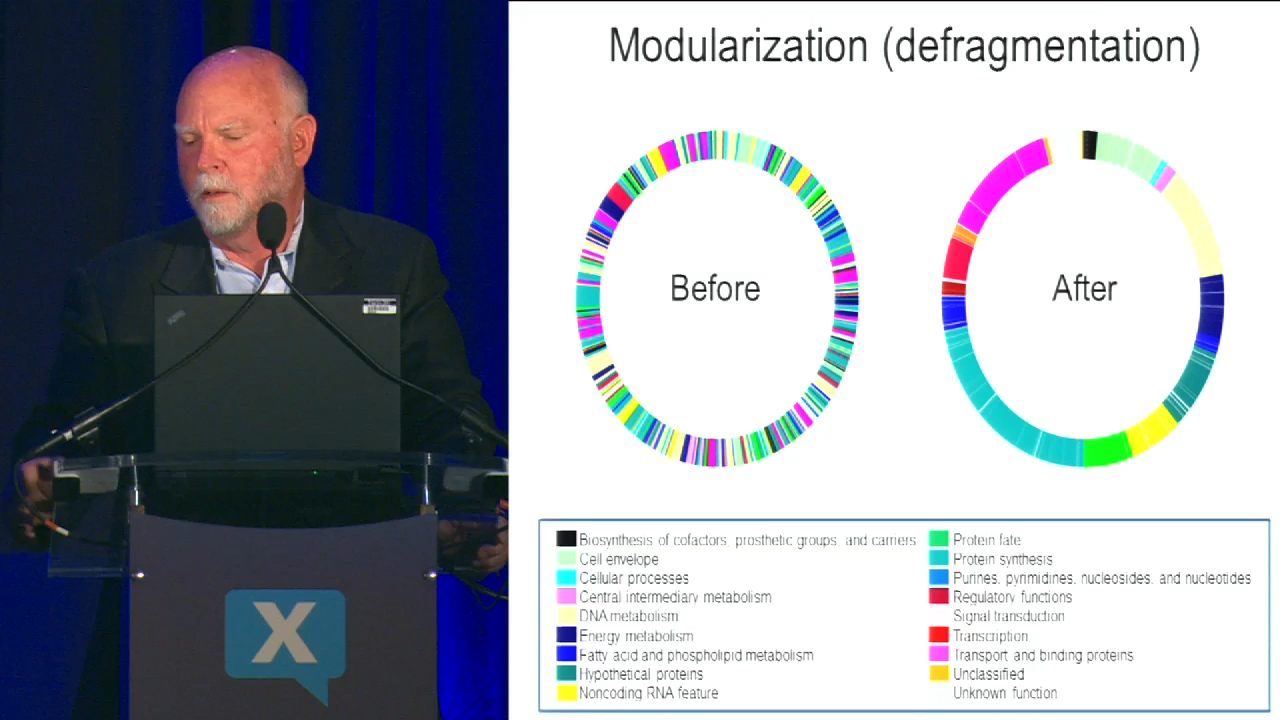 Modularization (defragmentation)
Before
After
Biosynthesis of cofactors, prosthetic groups, and carriers
Cell envelope
Cellular processes
Central intermediary metabolism
DNA metabolism
Energy metabolism
Fatty acid and phospholipid metabolism
Hypothetical proteins
Noncoding RNA feature
Protein fate
Protein synthesis
Purines, pyrimidines, nucleosides, and nucleotides
Regulatory functions
Signal transduction
Transcription
Transport and binding proteins
Unclassified
Unknown function
X